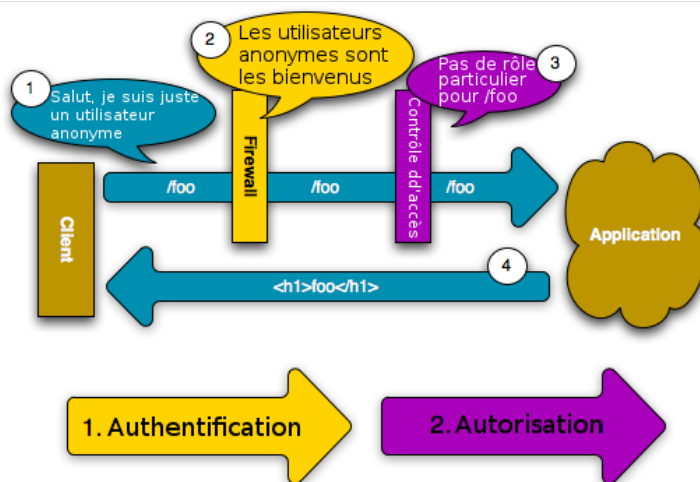 1
Salut, je suis juste
un utilisateur
anonyme
2
Les utilisateurs
anonymes sont
les bienvenus
Pas de rôle
particulier
pour /foo
3
Client
/foo
Firewall
/foo
Contrôle dd'accès
/foo
Application
<h1>foo</h1>
4
1. Authentification
2. Autorisation